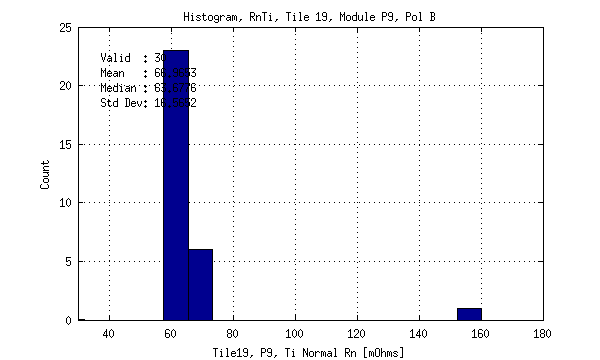 Histogram, RnTi, Tile 19, Module P9, Pol B
25
20
15
10
5
0
Count
Valid : 30
Mean :
Median :
Std Dev:
40 60 80 100 120 140 160 180
Tile19, P9, Ti Normal Rn [mOhms]